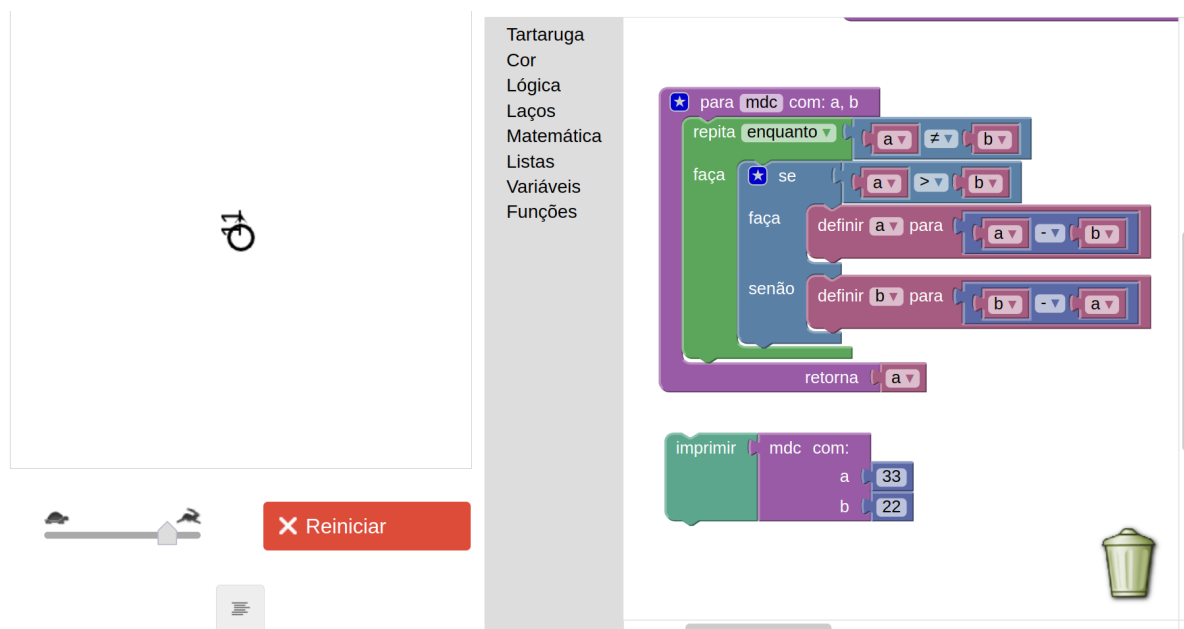 Tartaruga
Cor
Lógica
Laços
Matemática
Listas
Variáveis
Funções
Reiniciar
para mdc com: a, b
repita enquanto a ≠ b
faça se a > b
faça definir a para a - b
senão definir b para b - a
retorna a
imprimir mdc com:
a 33
b 22